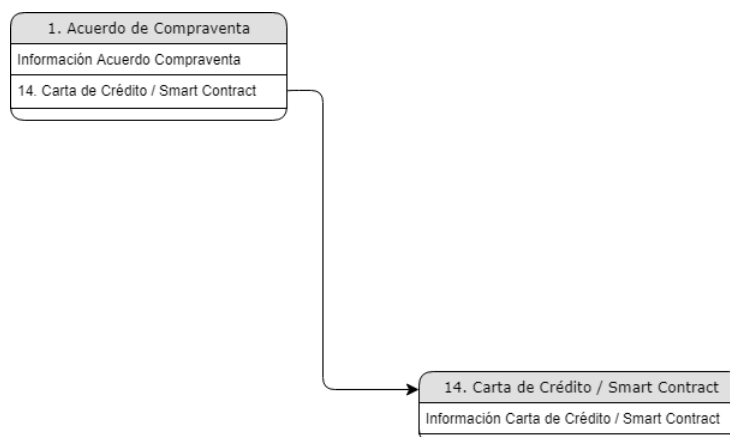 1. Acuerdo de Compraventa
Información Acuerdo Compraventa
14. Carta de Crédito / Smart Contract
14. Carta de Crédito / Smart Contract
Información Carta de Crédito / Smart Contract